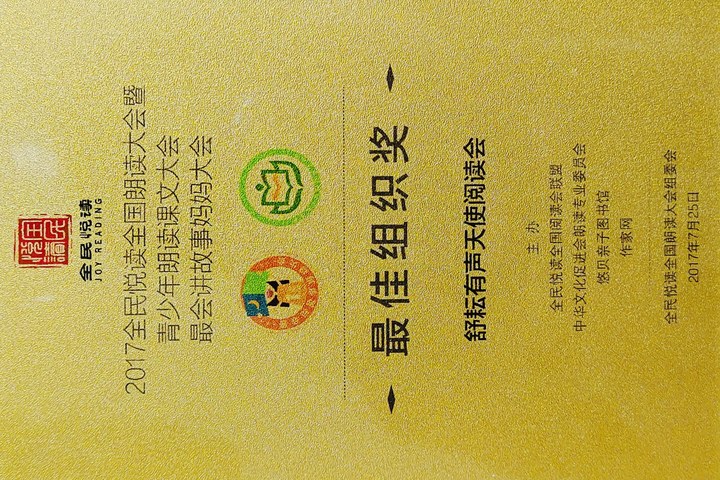 全民悦读
JOY READING
2017全民悦读全国朗读大会暨
青少年朗读课文大会
最会讲故事妈妈大会
最佳组织奖
舒耘有声天使阅读会
主办
全民悦读全国阅读会联盟
中华文化促进会朗读专业委员会
悠贝亲子图书馆
作家网
全民悦读全国朗读大会组委会
2017年7月25日